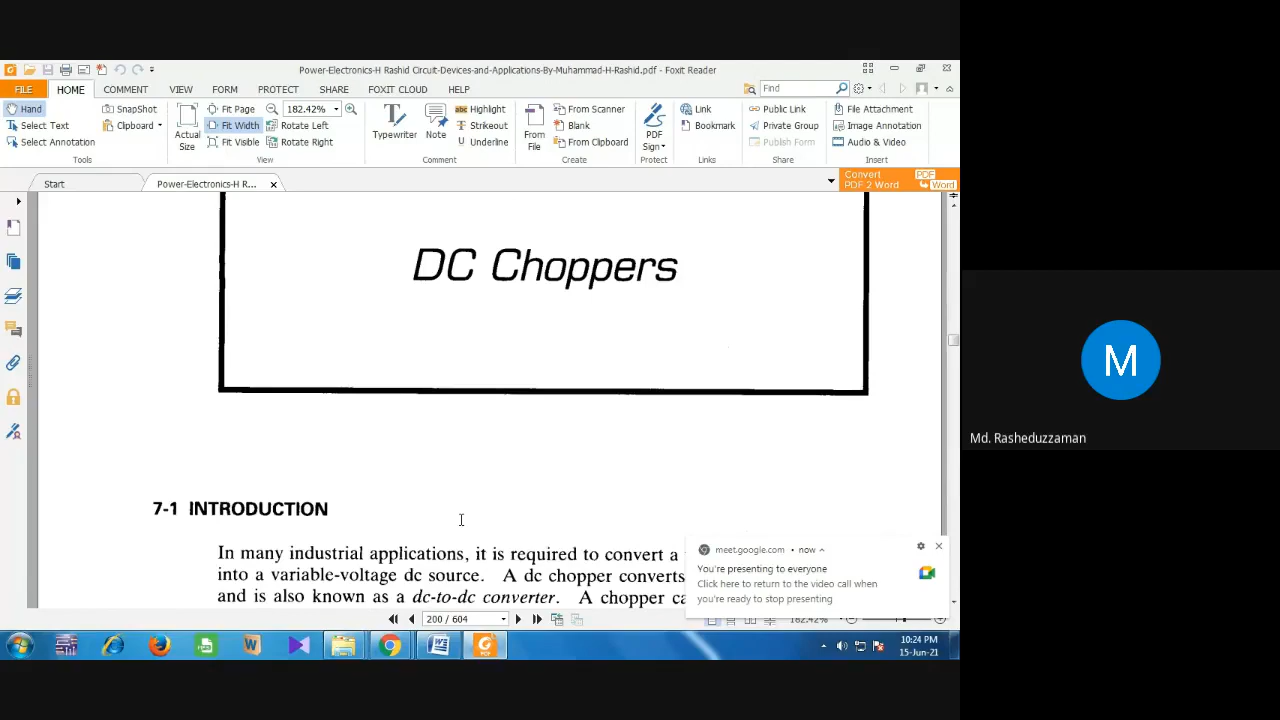 Power-Electronics-H Rashid Circuit-Devices-and-Applications-By-Muhammad-H-Rashid.pdf - Foxit Reader
FILE HOME COMMENT VIEW FORM PROTECT SHARE FOXIT CLOUD HELP Find
Hand SnapShot Fit Page 182.42% Highlight From Scanner Link Public Link File Attachment
Select Text Clipboard Actual Size Fit Width Rotate Left Typewriter Note Strikeout From File Blank PDF Sign Bookmark Private Group Image Annotation
Select Annotation Fit Visible Rotate Right Underline From Clipboard Publish Form Audio & Video
Tools View Comment Create Protect Links Share Insert
Start Power-Electronics-H R... Convert PDF 2 Word PDF Word
DC Choppers
7-1 INTRODUCTION
In many industrial applications, it is required to convert a
into a variable-voltage dc source. A dc chopper converts
and is also known as a dc-to-dc converter. A chopper ca
meet.google.com • now
You're presenting to everyone
Click here to return to the video call when
you're ready to stop presenting
200 / 604 182.42%
10:24 PM
15-Jun-21
M
Md. Rasheduzzaman